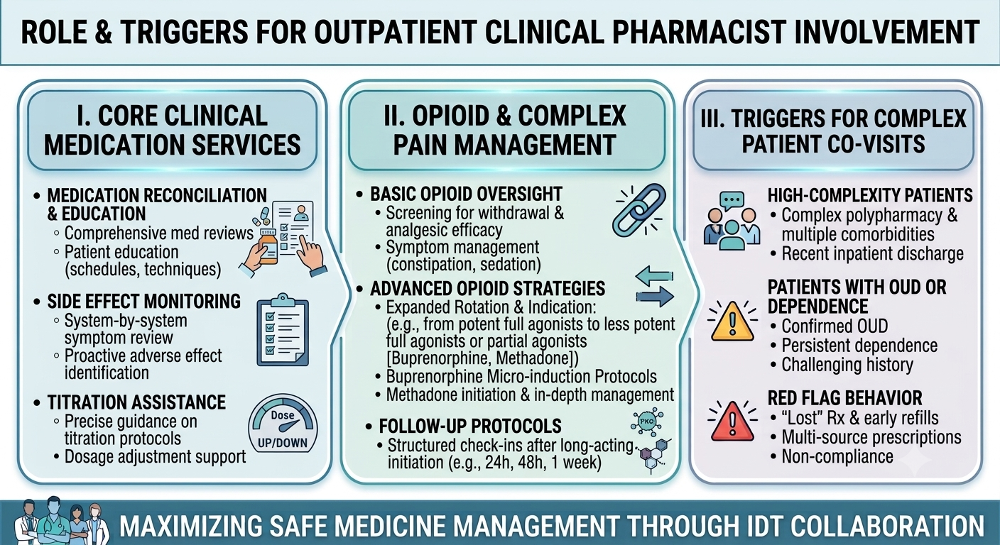 ROLE & TRIGGERS FOR OUTPATIENT CLINICAL PHARMACIST INVOLVEMENT
I. CORE CLINICAL
MEDICATION SERVICES
• MEDICATION RECONCILIATION
& EDUCATION
◦ Comprehensive med reviews
◦ Patient education
(schedules, techniques)
• SIDE EFFECT MONITORING
◦ System-by-system
symptom review
◦ Proactive adverse effect
identification
• TITRATION ASSISTANCE
◦ Precise guidance on
titration protocols
◦ Dosage adjustment support
Dose
UP/DOWN
II. OPIOID & COMPLEX
PAIN MANAGEMENT
• BASIC OPIOID OVERSIGHT
• Screening for withdrawal &
analgesic efficacy
• Symptom management
(constipation, sedation)
• ADVANCED OPIOID STRATEGIES
• Expanded Rotation & Indication:
(e.g., from potent full agonists to less potent
full agonists or partial agonists
[Buprenorphine, Methadone])
• Buprenorphine Micro-induction Protocols
• Methadone initiation & in-depth management
• FOLLOW-UP PROTOCOLS
• Structured check-ins after long-acting
initiation (e.g., 24h, 48h, 1 week)
PKC
III. TRIGGERS FOR COMPLEX
PATIENT CO-VISITS
HIGH-COMPLEXITY PATIENTS
• Complex polypharmacy &
multiple comorbidities
• Recent inpatient discharge
PATIENTS WITH OUD OR
DEPENDENCE
• Confirmed OUD
• Persistent dependence
• Challenging history
RED FLAG BEHAVIOR
• “Lost” Rx & early refills
• Multi-source prescriptions
• Non-compliance
MAXIMIZING SAFE MEDICINE MANAGEMENT THROUGH IDT COLLABORATION